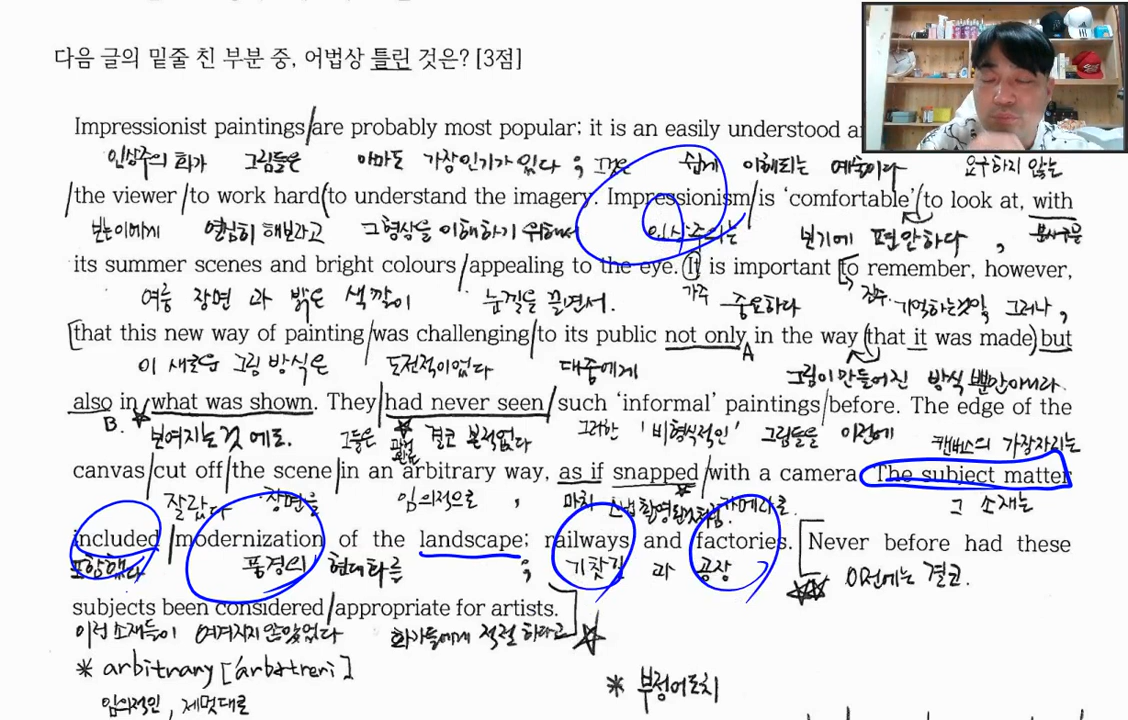 다음 글의 밑줄 친 부분 중, 어법상 틀린 것은? [3점]
Impressionist paintings/are probably most popular; it is an easily understood
인상주의 화가 그림들은 아마도 가장인기가 있다 ; 그것은 쉽게 이해되는 예술이다 요구하지 않는
/the viewer/to work hard(to understand the imagery. Impressionism/is ‘comfortable’(to look at, with
보는이에게 열심히 해보라고 그형상을 이해하기 위해서 인상주의는 보기에 편안하다 , 분사구문
its summer scenes and bright colours/appealing to the eye. It is important [to remember, however,
여름 장면 과 밝은 색깔이 눈길을 끌면서. 가주 중요하다 진주. 기억하는것이, 그러나,
[that this new way of painting/was challenging/to its public not only in the way (that it was made) but
이 새로운 그림 방식은 도전적이었다 대중에게 A 그림이 만들어진 방식 뿐만아니라.
also in ★what was shown. They/had never seen/such ‘informal’ paintings/before. The edge of the
B. 보여지는것 에도. 그들은 ★ 결코 본적없다 그러한 '비형식적인' 그림들을 이전에 캔버스의 가장자리는
canvas/cut off/the scene/in an arbitrary way, as if snapped/with a camera. The subject matter
잘랐다 장면을 임의적으로 , 마치 카메라로. 그 소재는
included/modernization of the landscape; railways and factories. [Never before had these
포함했다 풍경의 현대화를 ; 기찻길 과 공장 ★★ 이전에는 결코.
subjects been considered/appropriate for artists.]
이런 소재들이 여겨지지 않았었다 화가들에게 적절하다고 ★
* arbitrary [
임의적인, 제멋대로
* 부정어도치